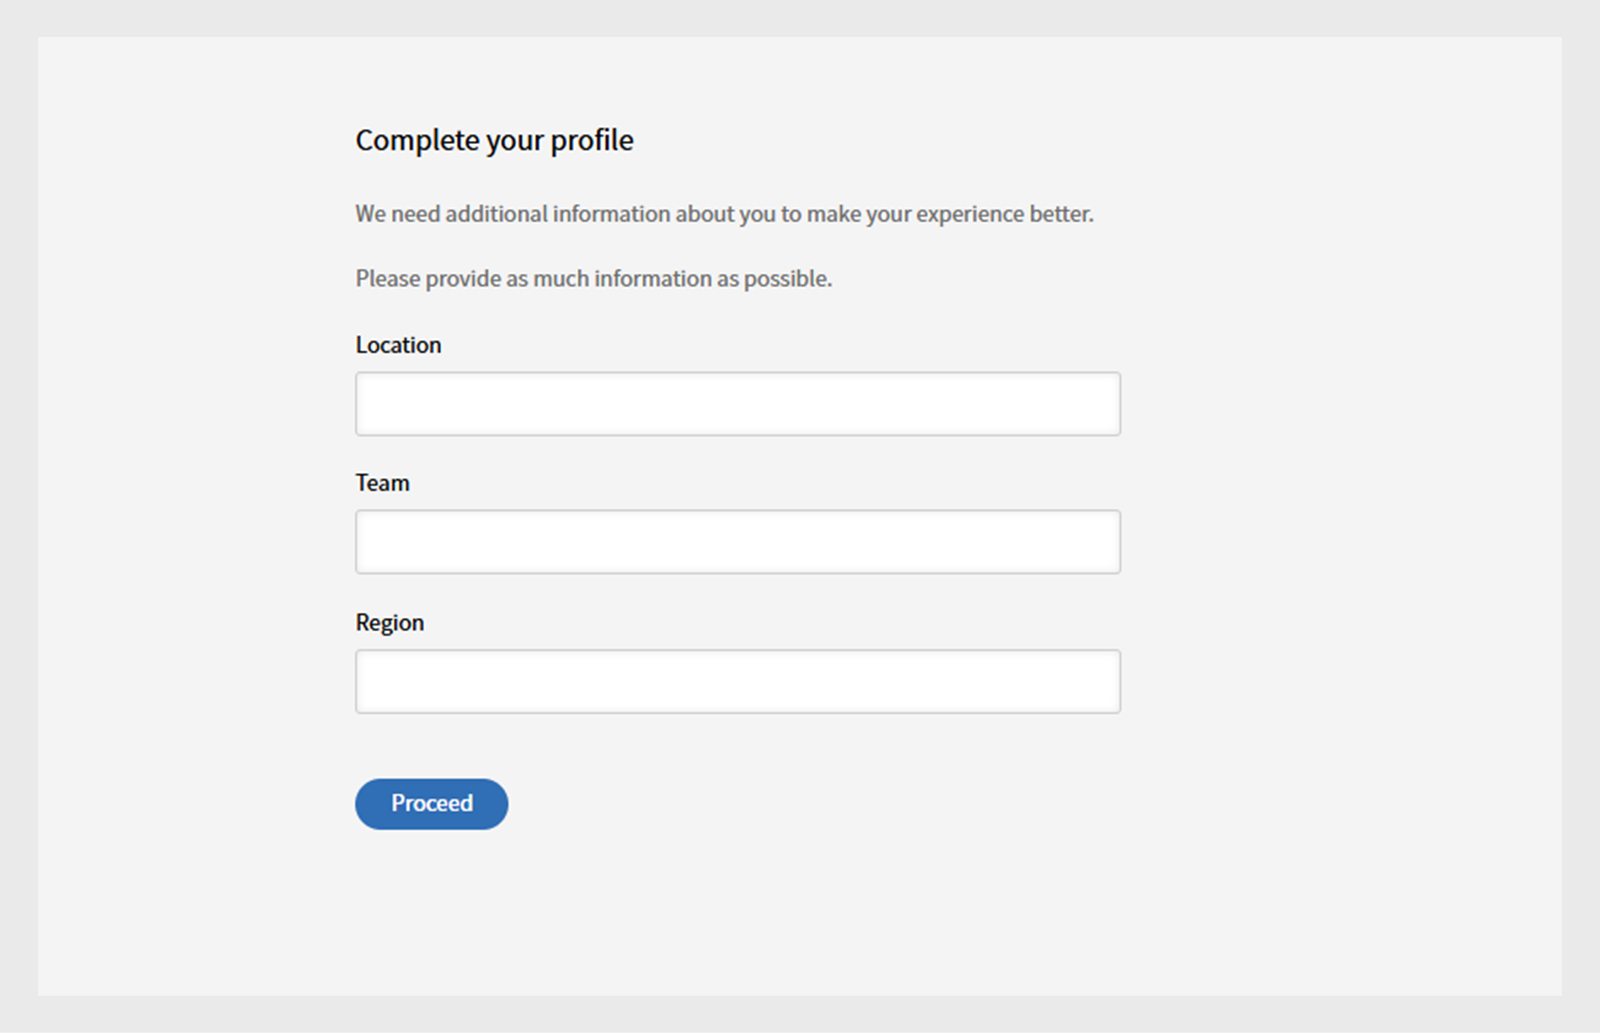 Complete your profile
We need additional information about you to make your experience better.
Please provide as much information as possible.
Location
Team
Region
Proceed